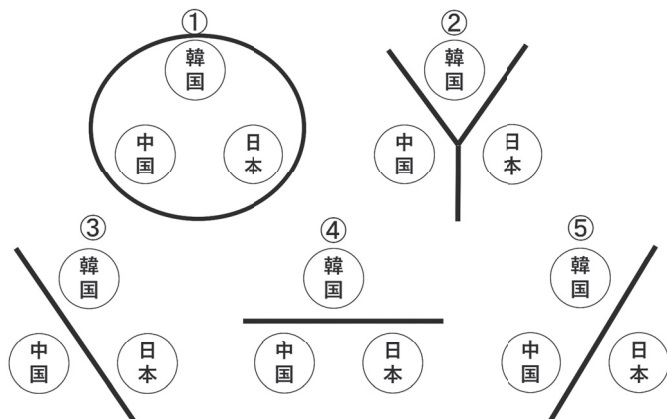 ①
韓
国
中
国
日
本
②
韓
国
中
国
日
本
③
韓
国
中
国
日
本
④
韓
国
中
国
日
本
⑤
韓
国
中
国
日
本